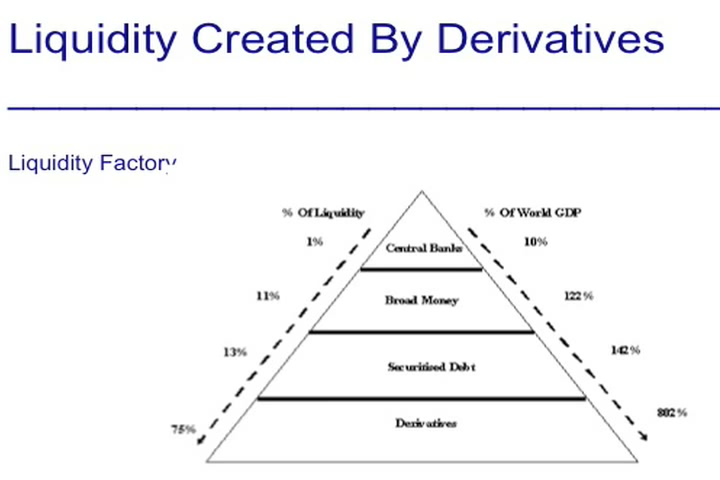 Liquidity Created By Derivatives
Liquidity Factory
% Of Liquidity
% Of World GDP
1%
Central Banks
10%
11%
Broad Money
122%
13%
Securitised Debt
142%
75%
Derivatives
802%